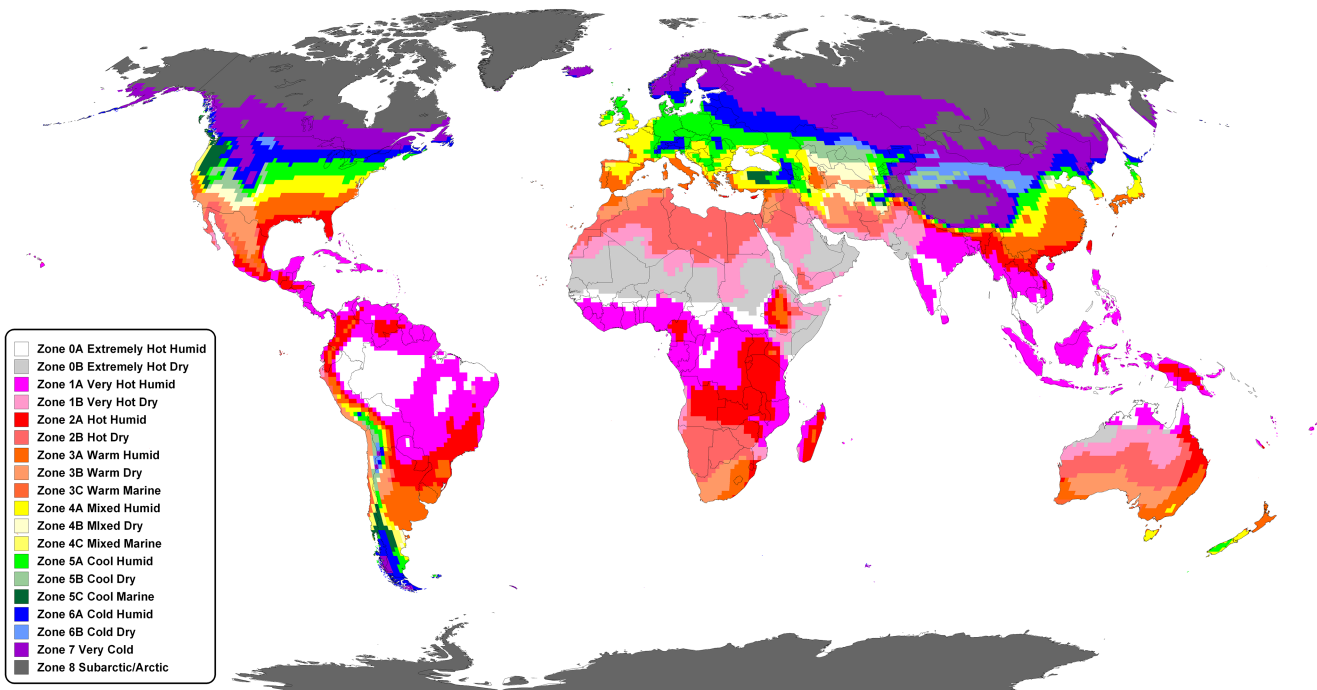 Zone 0A Extremely Hot Humid
Zone 0B Extremely Hot Dry
Zone 1A Very Hot Humid
Zone 1B Very Hot Dry
Zone 2A Hot Humid
Zone 2B Hot Dry
Zone 3A Warm Humid
Zone 3B Warm Dry
Zone 3C Warm Marine
Zone 4A Mixed Humid
Zone 4B MIxed Dry
Zone 4C Mixed Marine
Zone 5A Cool Humid
Zone 5B Cool Dry
Zone 5C Cool Marine
Zone 6A Cold Humid
Zone 6B Cold Dry
Zone 7 Very Cold
Zone 8 Subarctic/Arctic